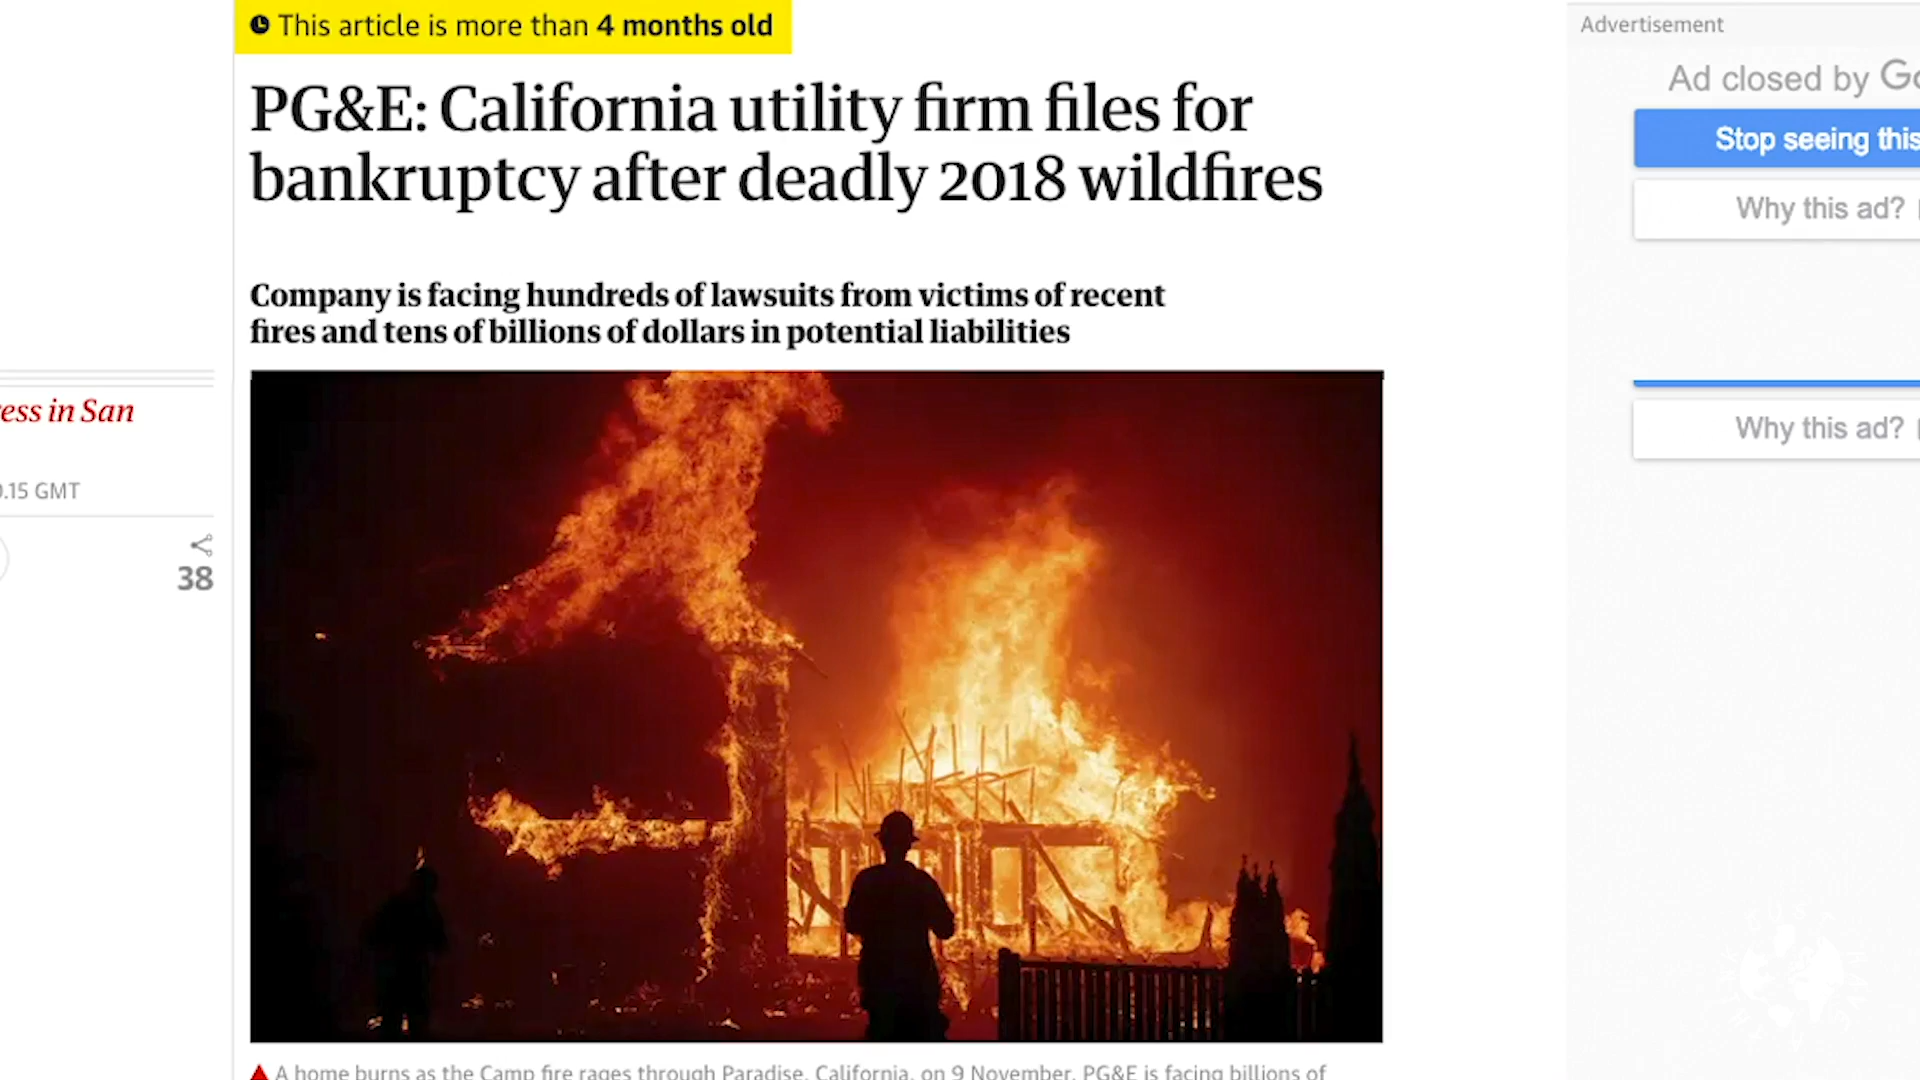 This article is more than 4 months old
PG&E: California utility firm files for
bankruptcy after deadly 2018 wildfires
Company is facing hundreds of lawsuits from victims of recent
fires and tens of billions of dollars in potential liabilities
ess in San
.15 GMT
38
A home burns as the Camp fire rages through Paradise, California, on 9 November. PG&E is facing billions of
Advertisement
Ad closed by Go
Stop seeing this
Why this ad?
Why this ad?